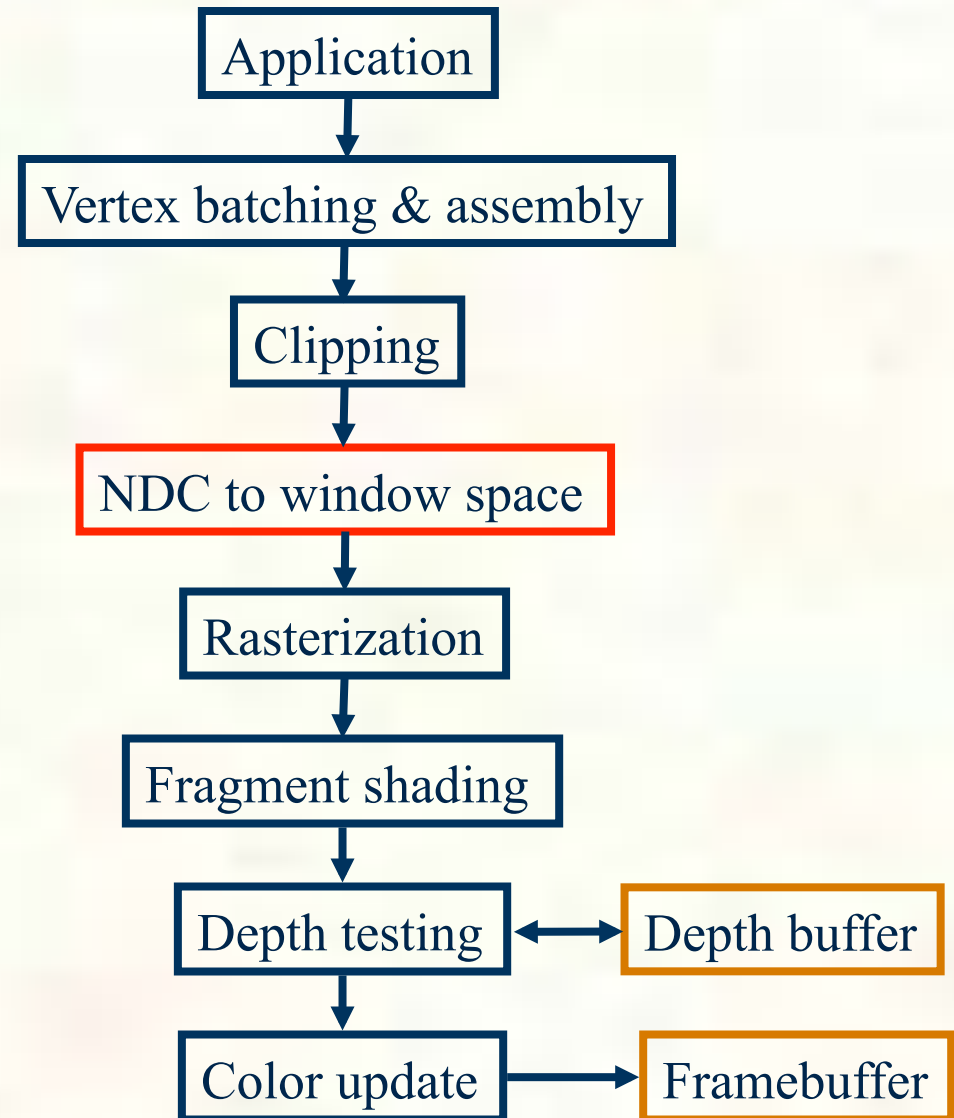 Application
Vertex batching & assembly
Clipping
NDC to window space
Rasterization
Fragment shading
Depth testing
Depth buffer
Color update
Framebuffer